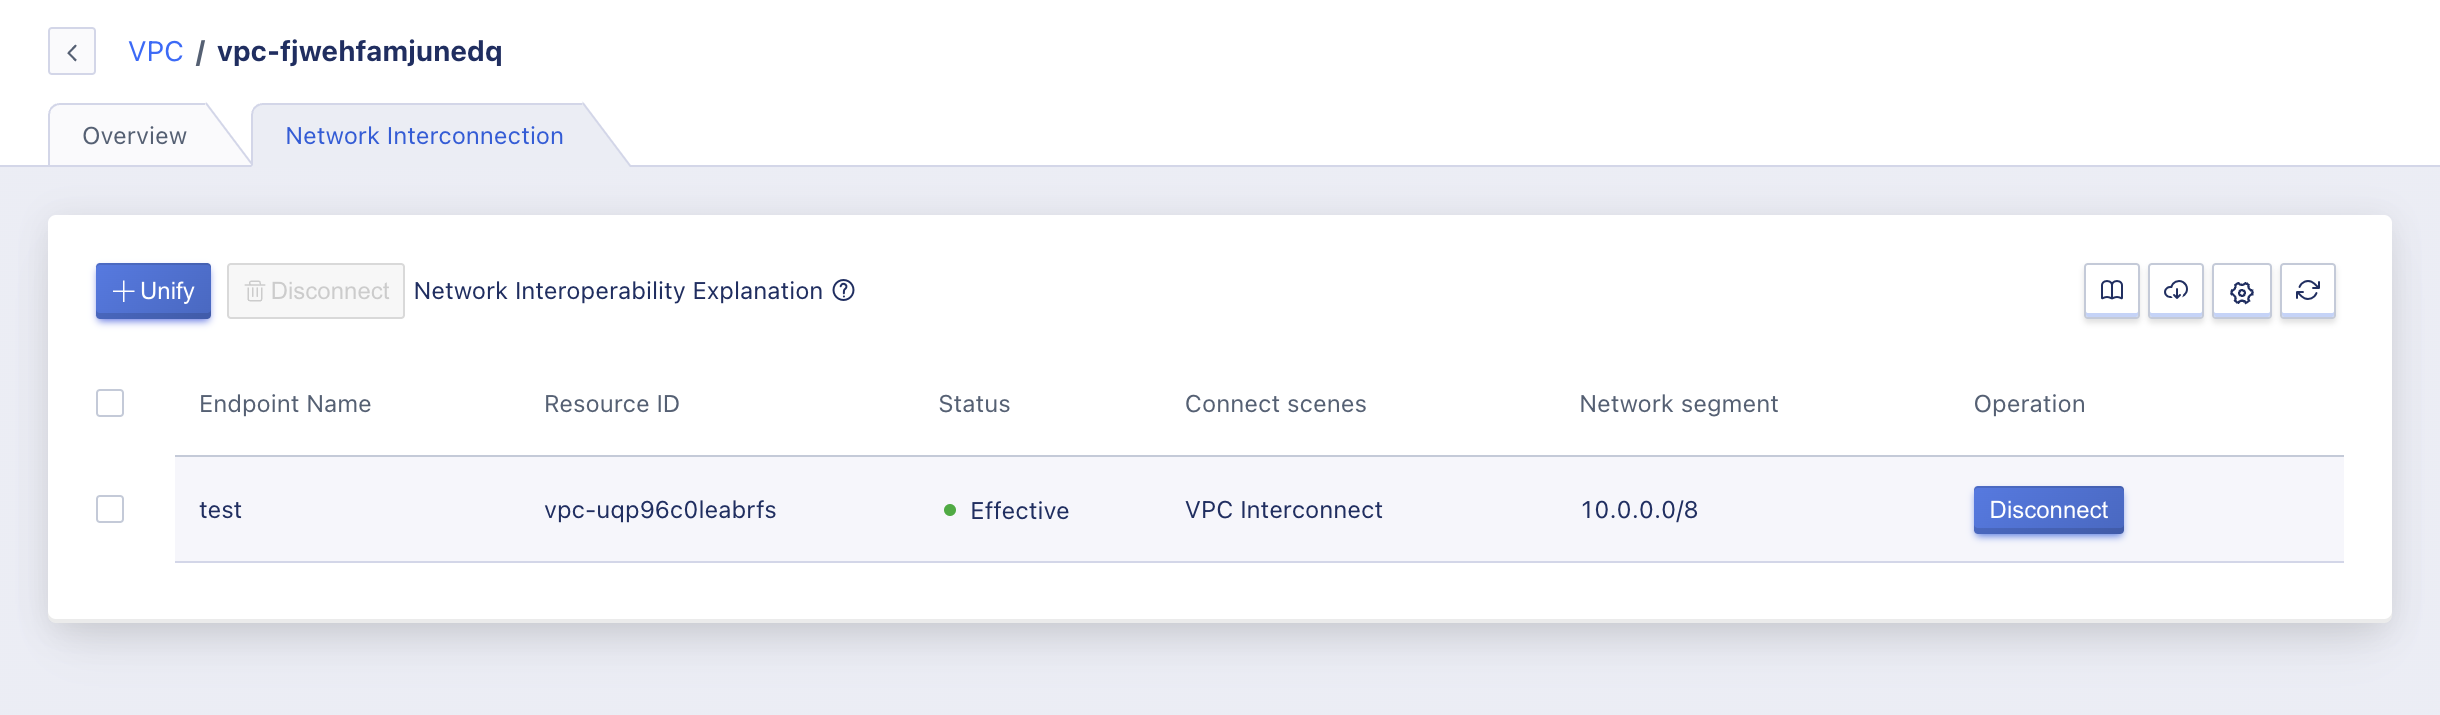 VPC / vpc-fjwehfamjunedq
Overview
Network Interconnection
Unify
Disconnect
Network Interoperability Explanation
Endpoint Name Resource ID Status Connect scenes Network segment Operation
test vpc-uqp96c0leabrfs Effective VPC Interconnect 10.0.0.0/8 Disconnect